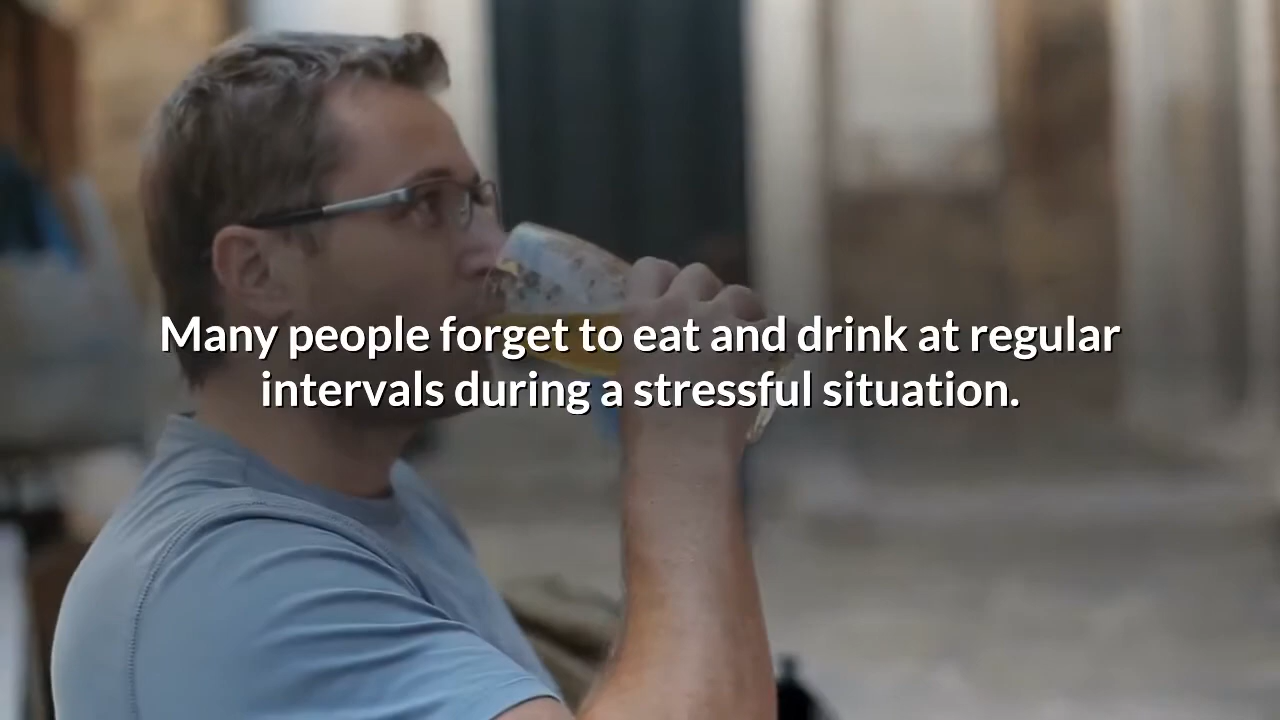 Many people forget to eat and drink at regular
intervals during a stressful situation.